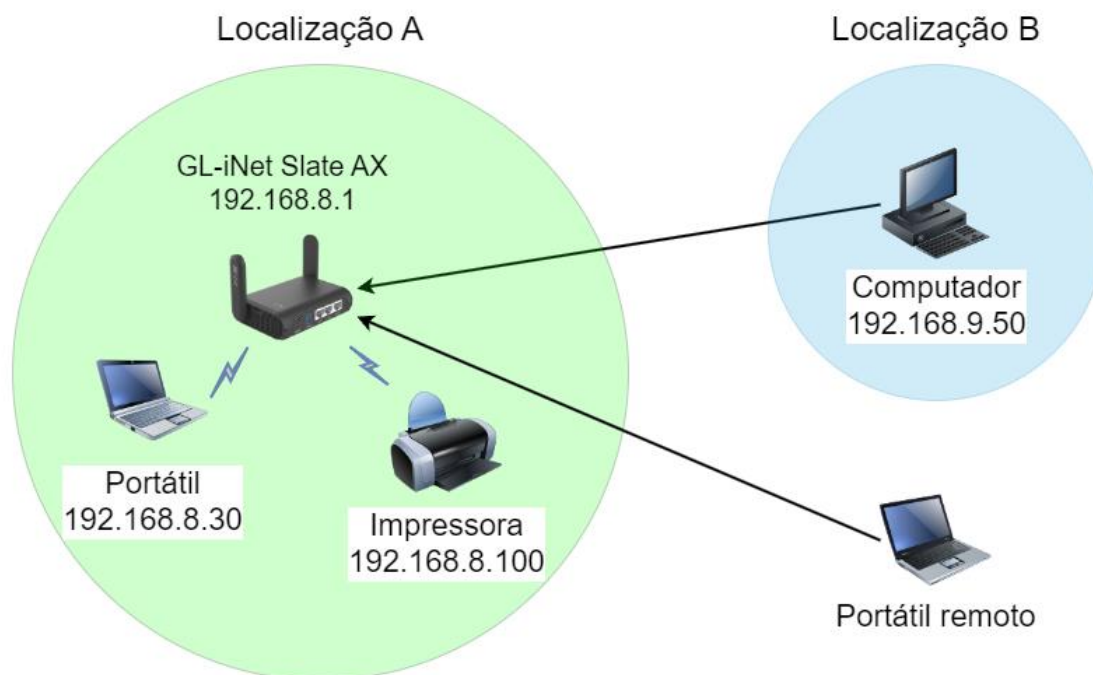 Localização A
Localização B
GL-iNet Slate AX
192.168.8.1
Computador
192.168.9.50
Portátil
192.168.8.30
Impressora
192.168.8.100
Portátil remoto